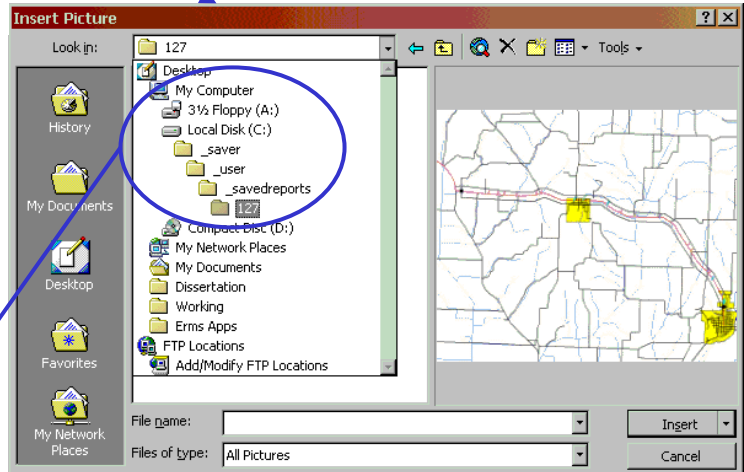 Insert Picture
Look in: 127 Tools
Desktop
My Computer
3½ Floppy (A:)
Local Disk (C:)
_saver
_user
_savedreports
127
Compact Disc (D:)
My Network Places
My Documents
Dissertation
Working
Erms Apps
FTP Locations
Add/Modify FTP Locations
History
My Documents
Desktop
Favorites
My Network
Places
File name:
Insert
Files of type: All Pictures
Cancel